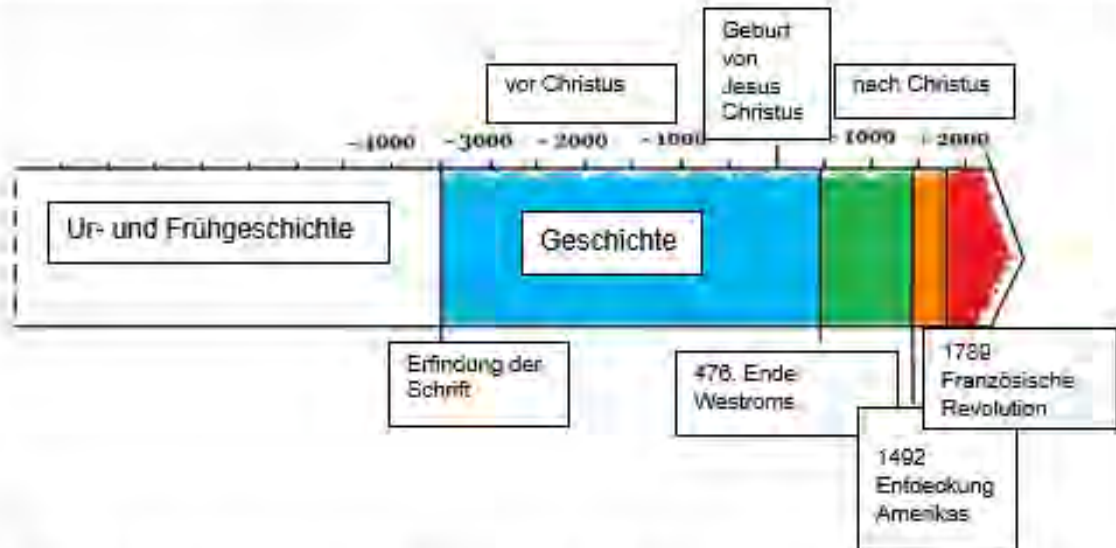 Geburt
von
Jesus
Christus
vor Christus
nach Christus
-4000 -3000 -2000 -1000 1000 +2000
Ur- und Frühgeschichte
Geschichte
Erfindung der
Schrift
476. Ende
Westroms
1789
Französische
Revolution
1492
Entdeckung
Amerikas